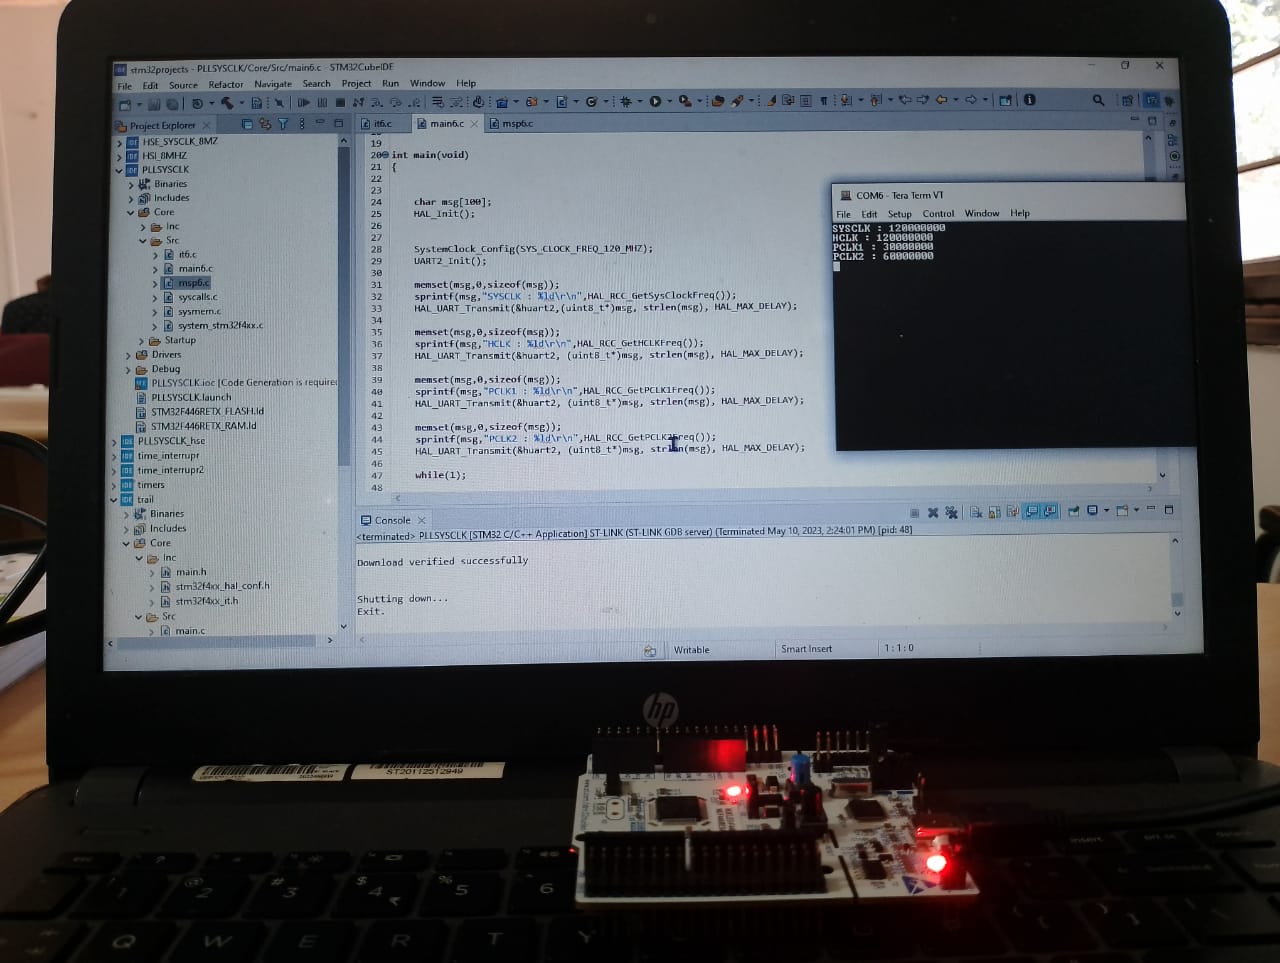 stm32projects - PLLSYSCLK/Core/Src/main6.c - STM32CubeIDE
File Edit Source Refactor Navigate Search Project Run Window Help
Project Explorer
HSE_SYSCLK_8MZ
HSI_8MHZ
PLLSYSCLK
Binaries
Includes
Core
Inc
Src
it6.c
main6.c
msp6.c
syscalls.c
sysmem.c
system_stm32f4xx.c
Startup
Drivers
Debug
PLLSYSCLK.ioc [Code Generation is required
PLLSYSCLK.launch
STM32F446RETX_FLASH.ld
STM32F446RETX_RAM.ld
PLLSYSCLK_hse
time_interrupr
time_interrupr2
timers
trail
Binaries
Includes
Core
Inc
main.h
stm32f4xx_hal_conf.h
stm32f4xx_it.h
Src
main.c
it6.c main6.c msp6.c
19
20 int main(void)
21 {
22
23
24 char msg[100];
25 HAL_Init();
26
27
28 SystemClock_Config(SYS_CLOCK_FREQ_120_MHZ);
29 UART2_Init();
30
31 memset(msg,0,sizeof(msg));
32 sprintf(msg,"SYSCLK : %ld\r\n",HAL_RCC_GetSysClockFreq());
33 HAL_UART_Transmit(&huart2,(uint8_t*)msg, strlen(msg), HAL_MAX_DELAY);
34
35 memset(msg,0,sizeof(msg));
36 sprintf(msg,"HCLK : %ld\r\n",HAL_RCC_GetHCLKFreq());
37 HAL_UART_Transmit(&huart2, (uint8_t*)msg, strlen(msg), HAL_MAX_DELAY);
38
39 memset(msg,0,sizeof(msg));
40 sprintf(msg,"PCLK1 : %ld\r\n",HAL_RCC_GetPCLK1Freq());
41 HAL_UART_Transmit(&huart2, (uint8_t*)msg, strlen(msg), HAL_MAX_DELAY);
42
43 memset(msg,0,sizeof(msg));
44 sprintf(msg,"PCLK2 : %ld\r\n",HAL_RCC_GetPCLK2Freq());
45 HAL_UART_Transmit(&huart2, (uint8_t*)msg, strlen(msg), HAL_MAX_DELAY);
46
47 while(1);
48
COM6 - Tera Term VT
File Edit Setup Control Window Help
SYSCLK : 120000000
HCLK : 120000000
PCLK1 : 30000000
PCLK2 : 60000000
Console
<terminated> PLLSYSCLK [STM32 C/C++ Application] ST-LINK (ST-LINK GDB server) (Terminated May 10, 2023, 2:24:01 PM) [pid: 48]
Download verified successfully
Shutting down...
Exit.
Writable Smart Insert 1:1:0
hp
ST20112512949
insert
@ 2 # 3 $ 4 ₹ % 5 6
Q W E R T Y